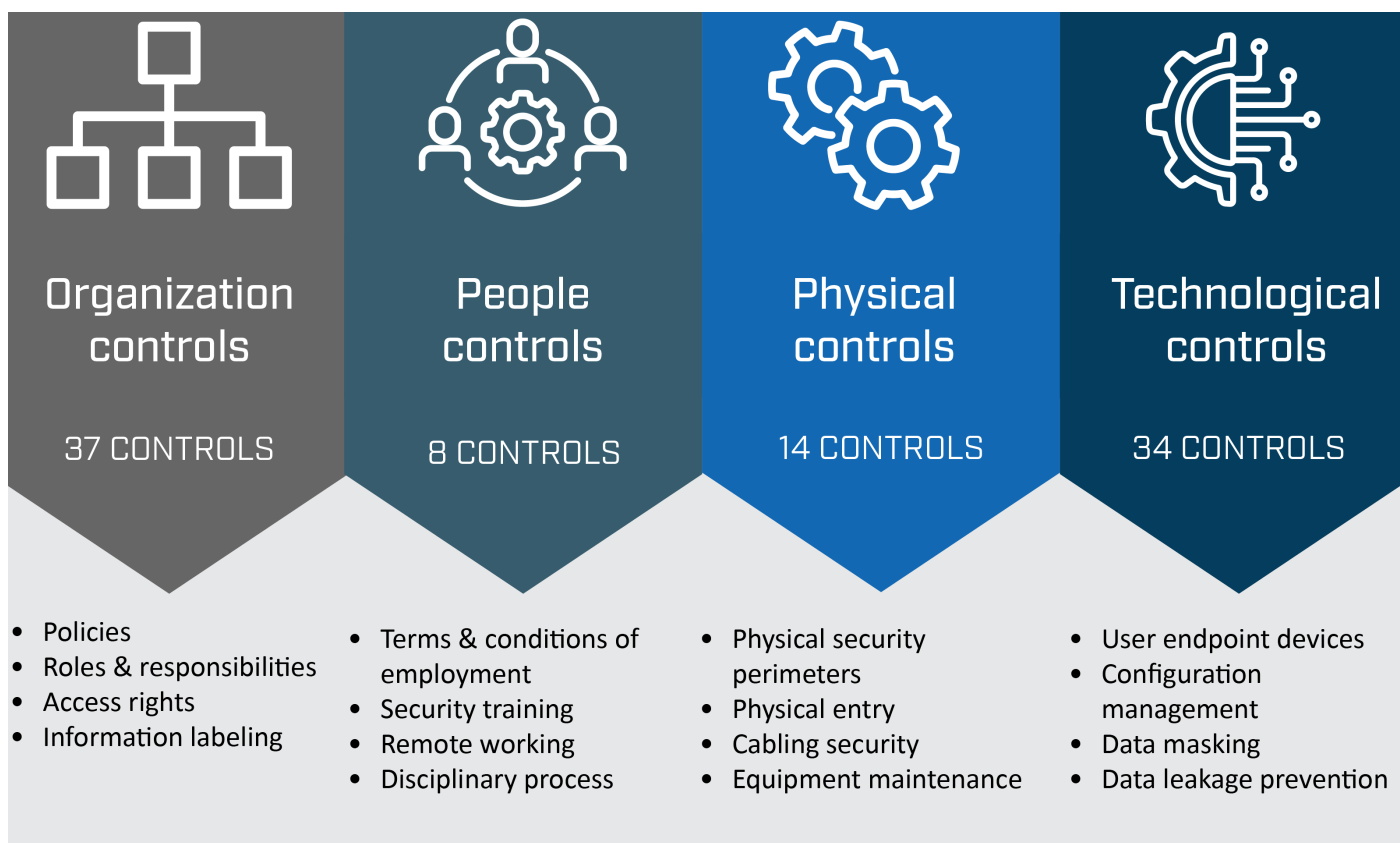 Organization
controls
37 CONTROLS
• Policies
• Roles & responsibilities
• Access rights
• Information labeling
People
controls
8 CONTROLS
• Terms & conditions of
employment
• Security training
• Remote working
• Disciplinary process
Physical
controls
14 CONTROLS
• Physical security
perimeters
• Physical entry
• Cabling security
• Equipment maintenance
Technological
controls
34 CONTROLS
• User endpoint devices
• Configuration
management
• Data masking
• Data leakage prevention